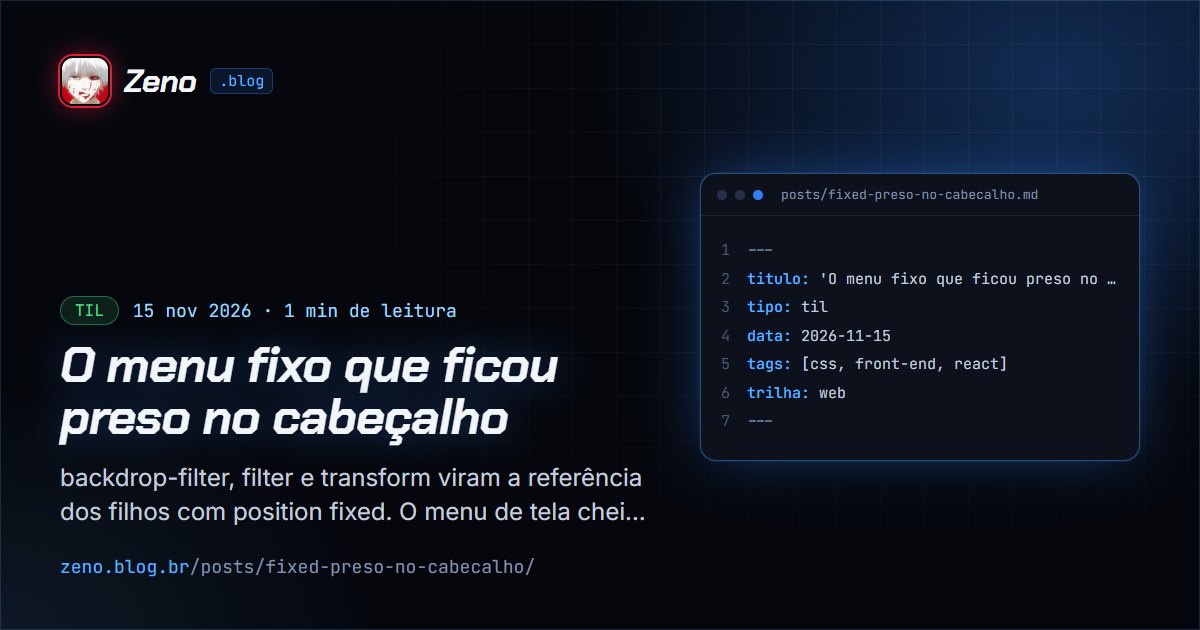 Zeno .blog
TIL 15 nov 2026 · 1 min de leitura
O menu fixo que ficou
preso no cabeçalho
backdrop-filter, filter e transform viram a referência
dos filhos com position fixed. O menu de tela chei...
zeno.blog.br/posts/fixed-preso-no-cabecalho/
posts/fixed-preso-no-cabecalho.md
1 ---
2 titulo: 'O menu fixo que ficou preso no …
3 tipo: til
4 data: 2026-11-15
5 tags: [css, front-end, react]
6 trilha: web
7 ---